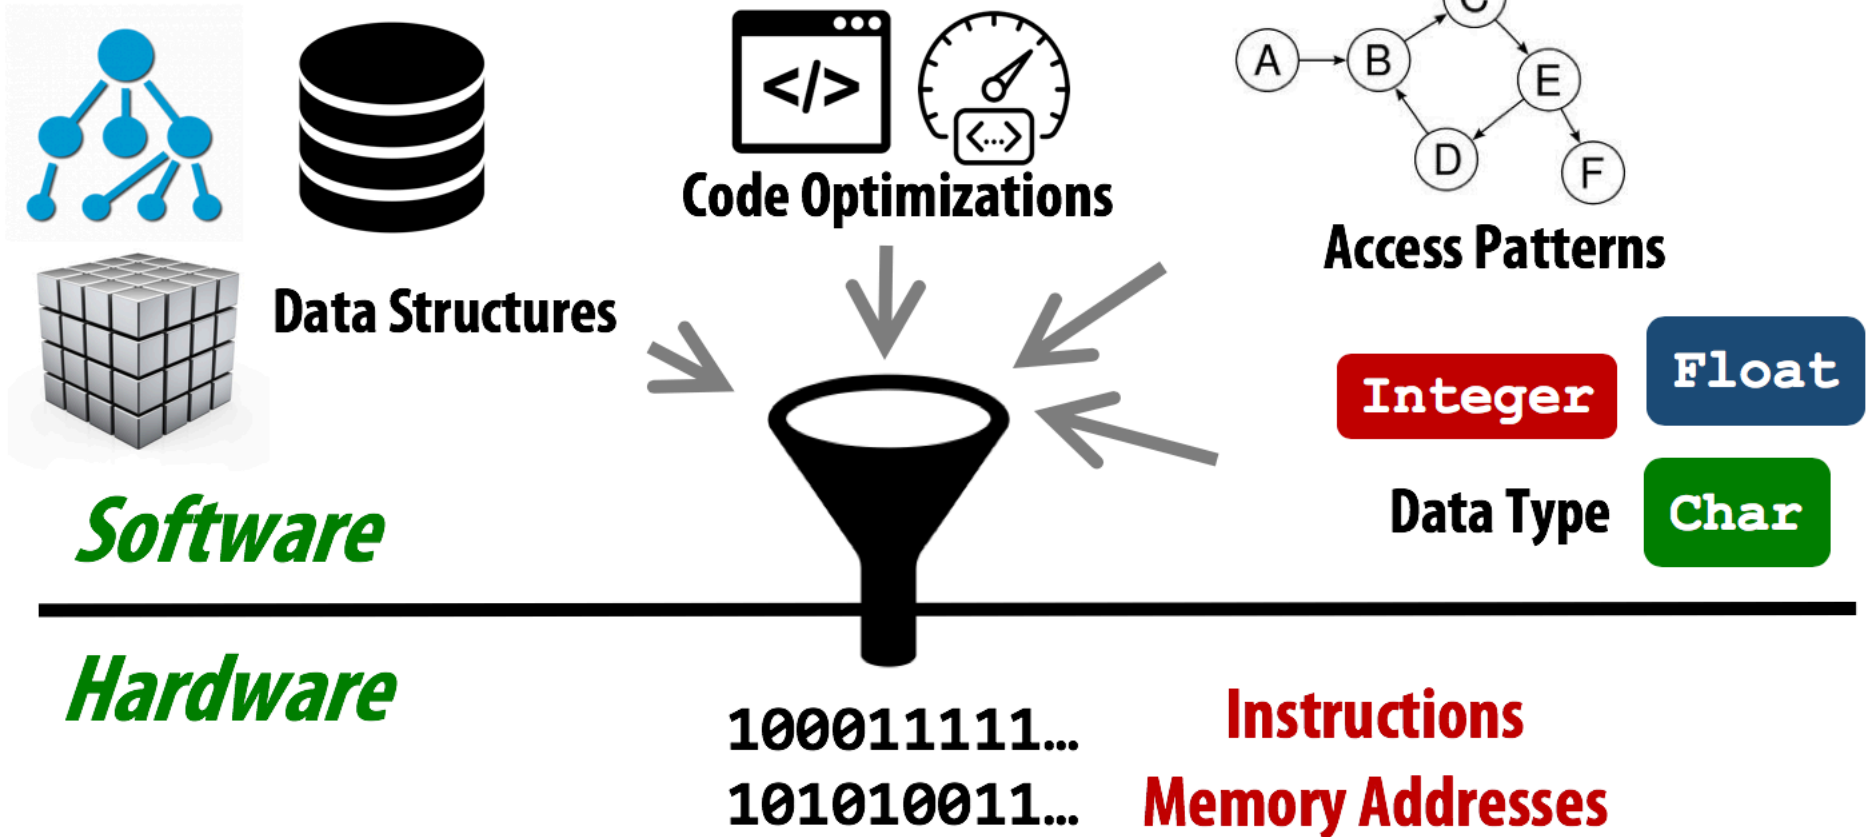 </>
<...>
Code Optimizations
A
B
C
E
D
F
Access Patterns
Data Structures
Integer
Float
Data Type
Char
Software
Hardware
100011111...
Instructions
101010011...
Memory Addresses